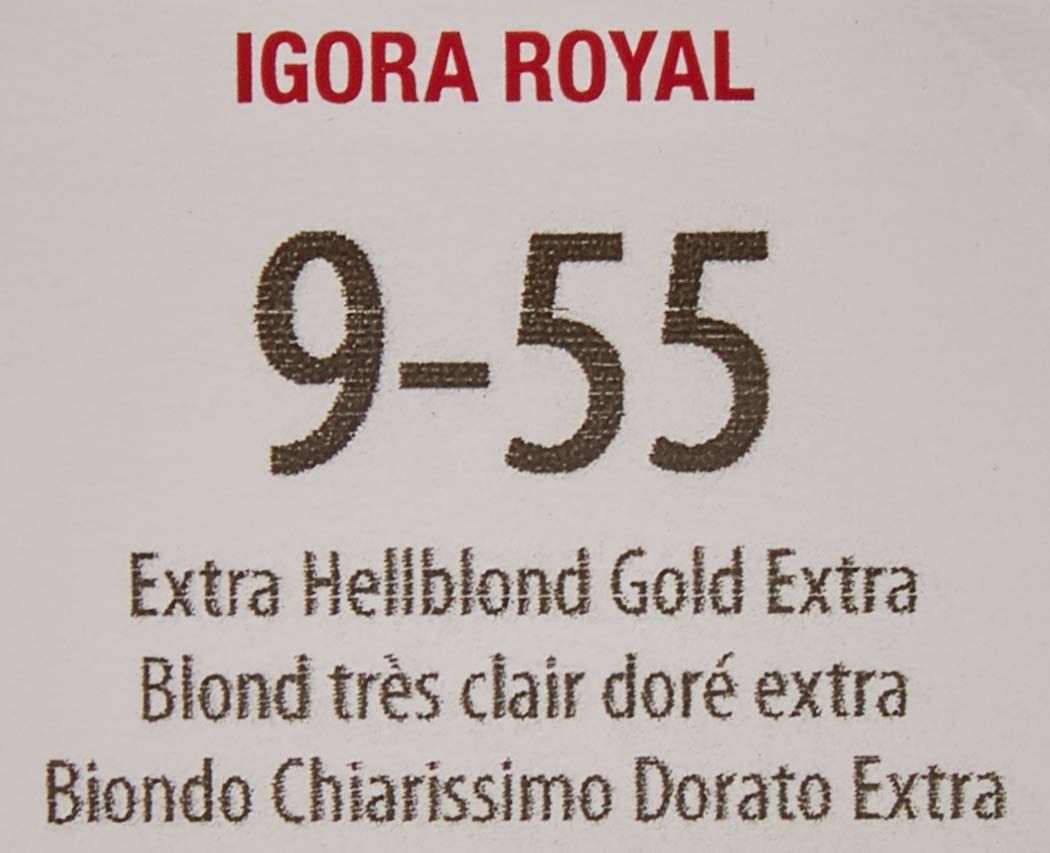 IGORA ROYAL
9-55
Extra Hellblond Gold Extra
Blond très clair doré extra
Biondo Chiarissimo Dorato Extra